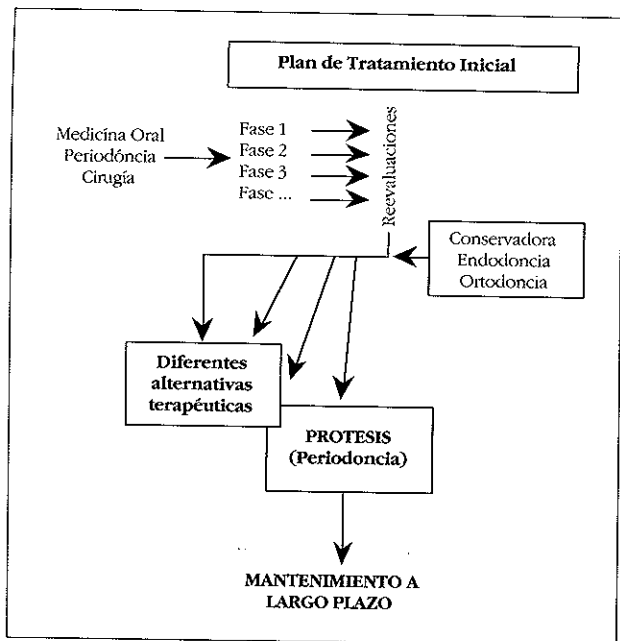 Plan de Tratamiento Inicial
Medicína Oral
Periodóncia
Cirugía
Fase 1
Fase 2
Fase 3
Fase ...
Reevaluaciones
Conservadora
Endodoncia
Ortodoncia
Diferentes
alternativas
terapéuticas
PROTESIS
(Periodoncia)
MANTENIMIENTO A
LARGO PLAZO